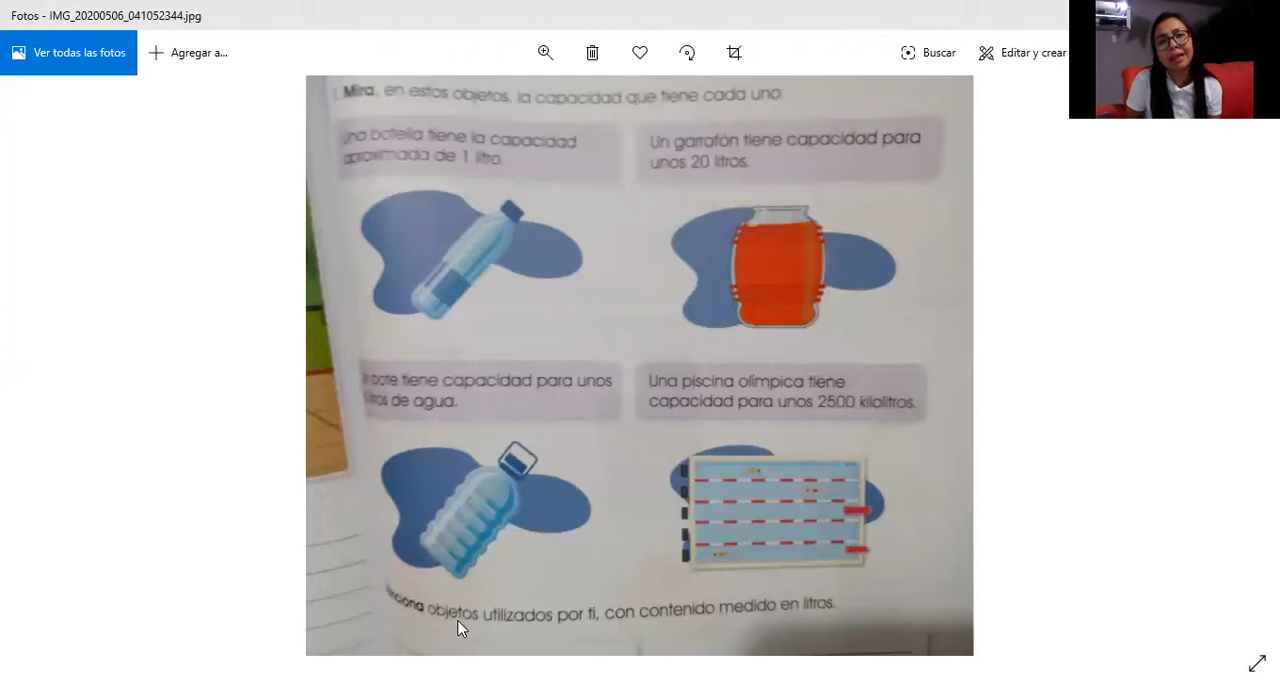 Fotos - IMG_20200506_041052344.jpg
Ver todas las fotos
Agregar a...
Buscar
Editar y crear
Mira, en estos objetos, la capacidad que tiene cada uno
botella tiene la capacidad
aproximada de 1 litro.
Un garrafón tiene capacidad para
unos 20 litros.
bote tiene capacidad para unos
de agua.
Una piscina olímpica tiene
capacidad para unos 2500 kilolitros.
objetos utilizados por ti, con contenido medido en litros.